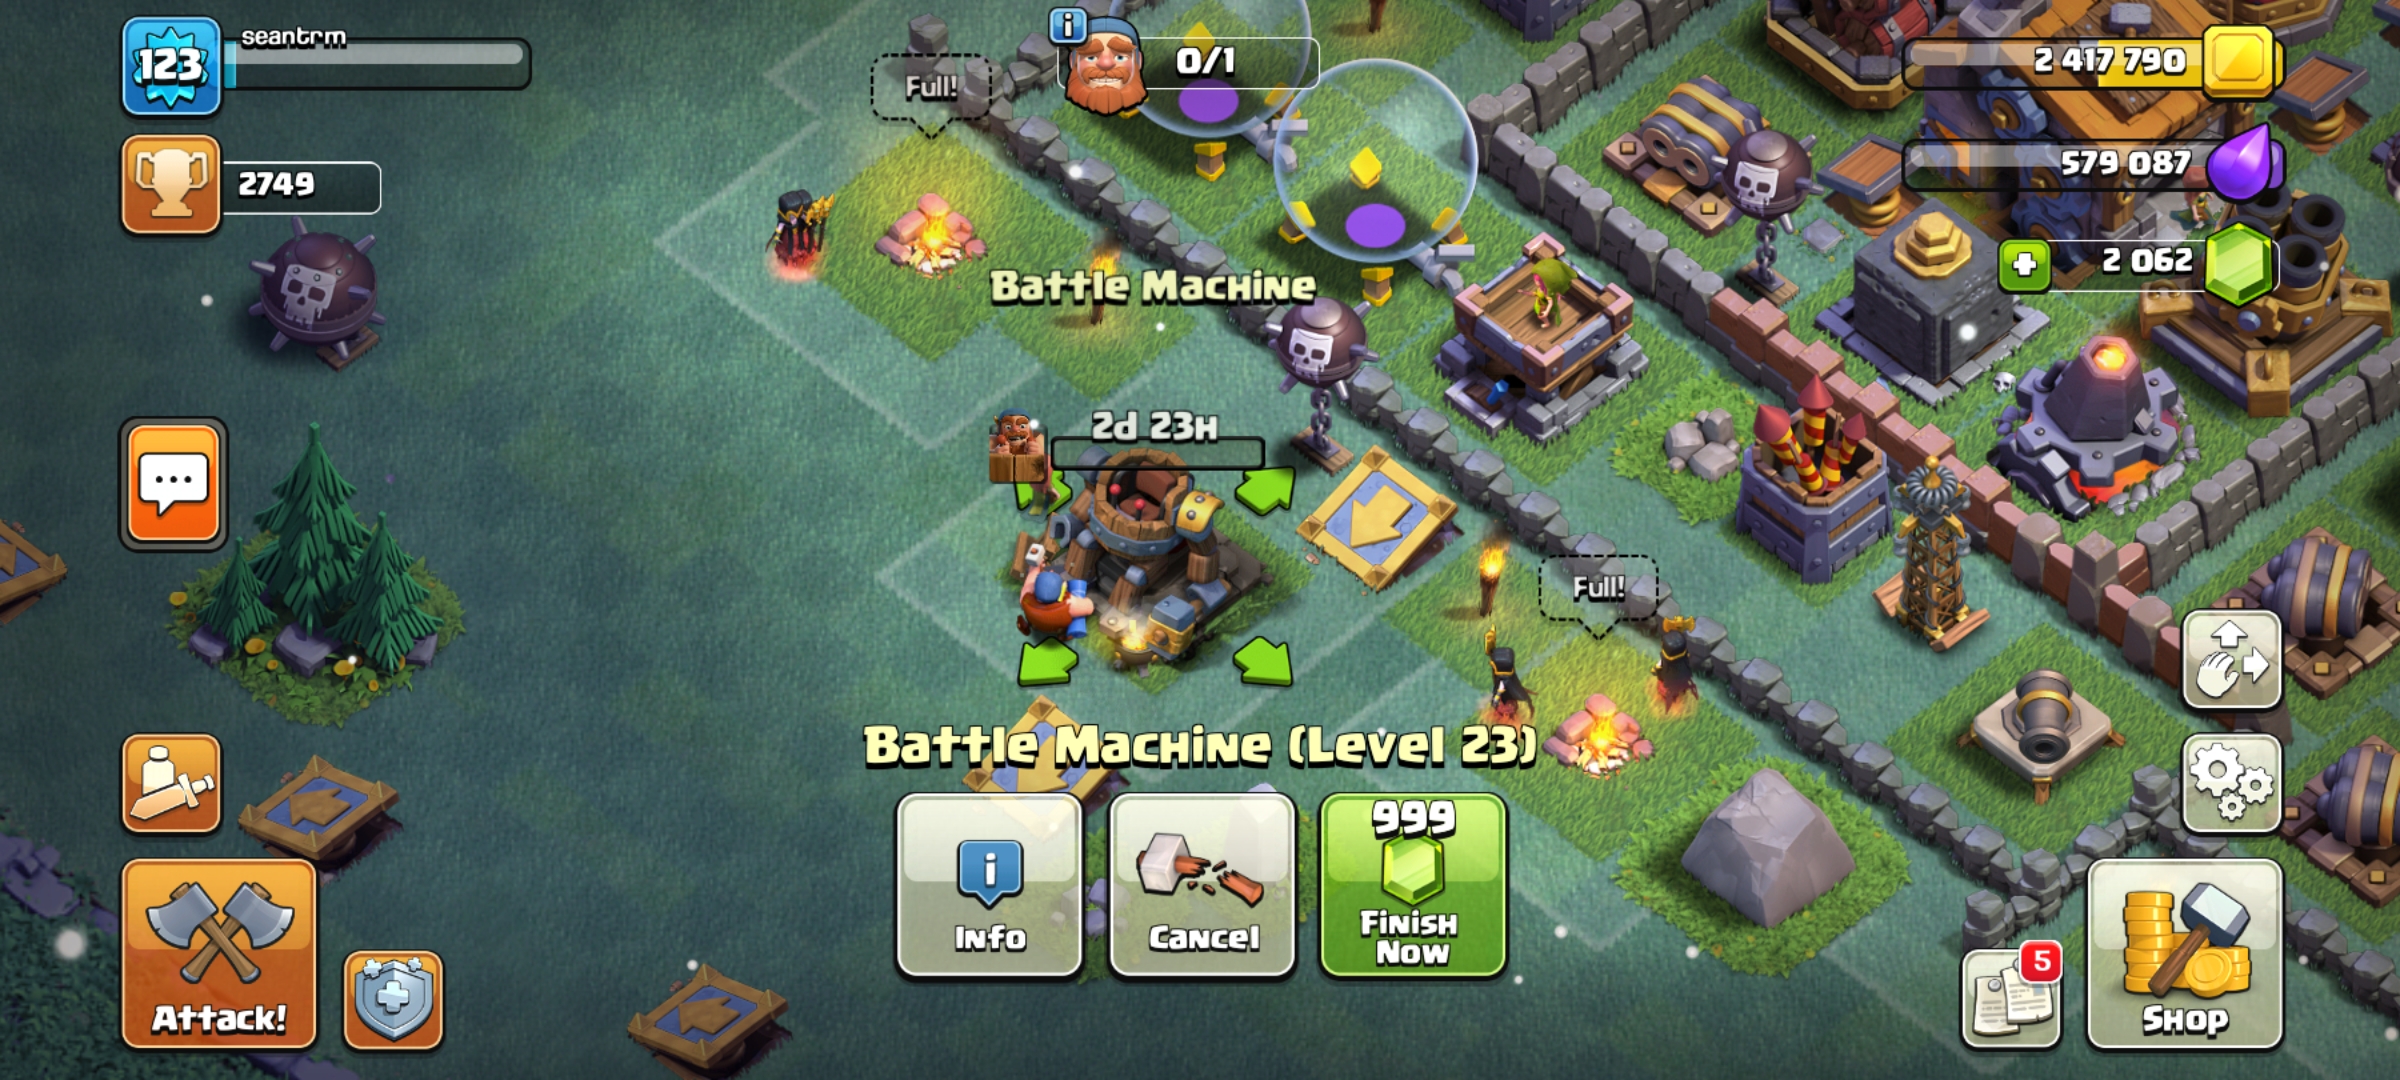 123
seantrm
0/1
2 417 790
Full!
579 087
2749
2 062
Battle Machine
2d 23H
Full!
Battle Machine (Level 23)
999
Info
Cancel
Finish
Now
5
Attack!
Shop